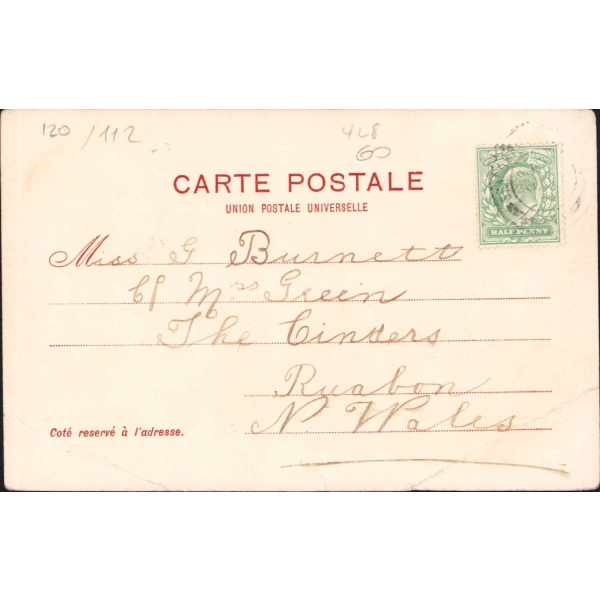 120 /112
428
60
CARTE POSTALE
UNION POSTALE UNIVERSELLE
HALF PENNY
Miss G Burnett
c/o Mrs Green
The Cinders
Ruabon
N. Wales
Coté reservé à l'adresse.